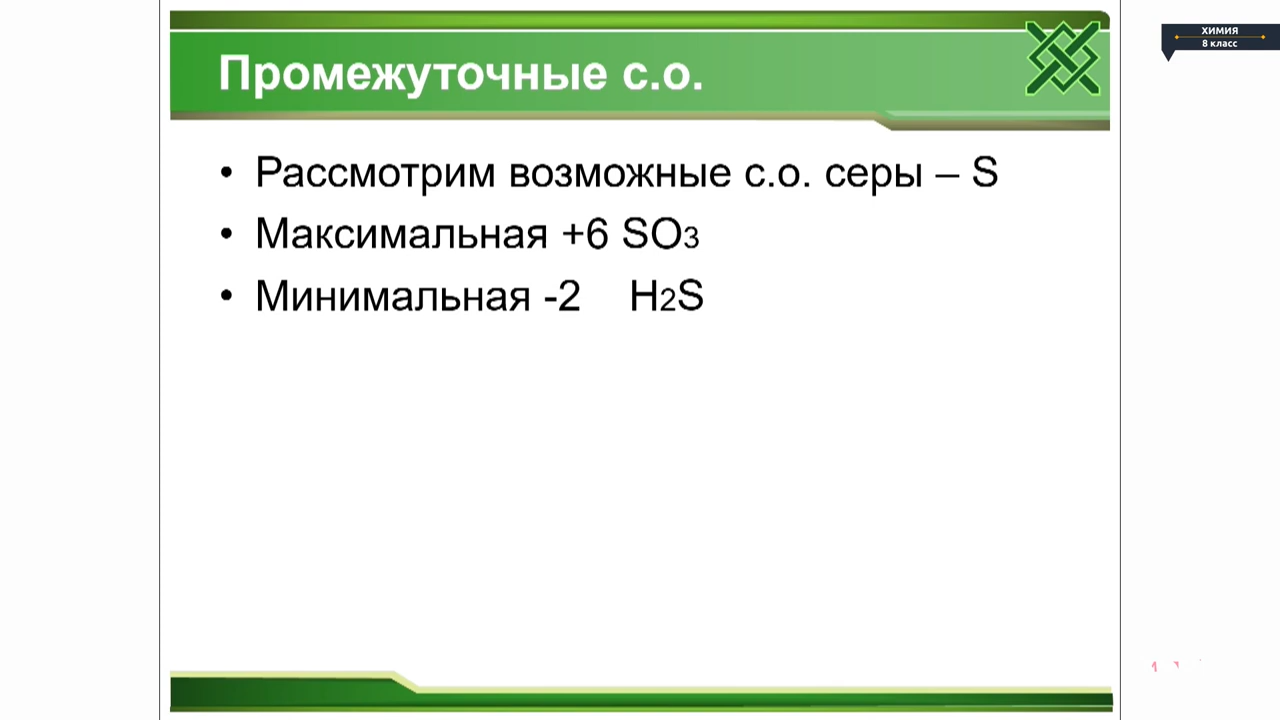 ХИМИЯ
8 класс
Промежуточные с.о.
• Рассмотрим возможные с.о. серы – S
• Максимальная +6 SO3
• Минимальная -2 H2S